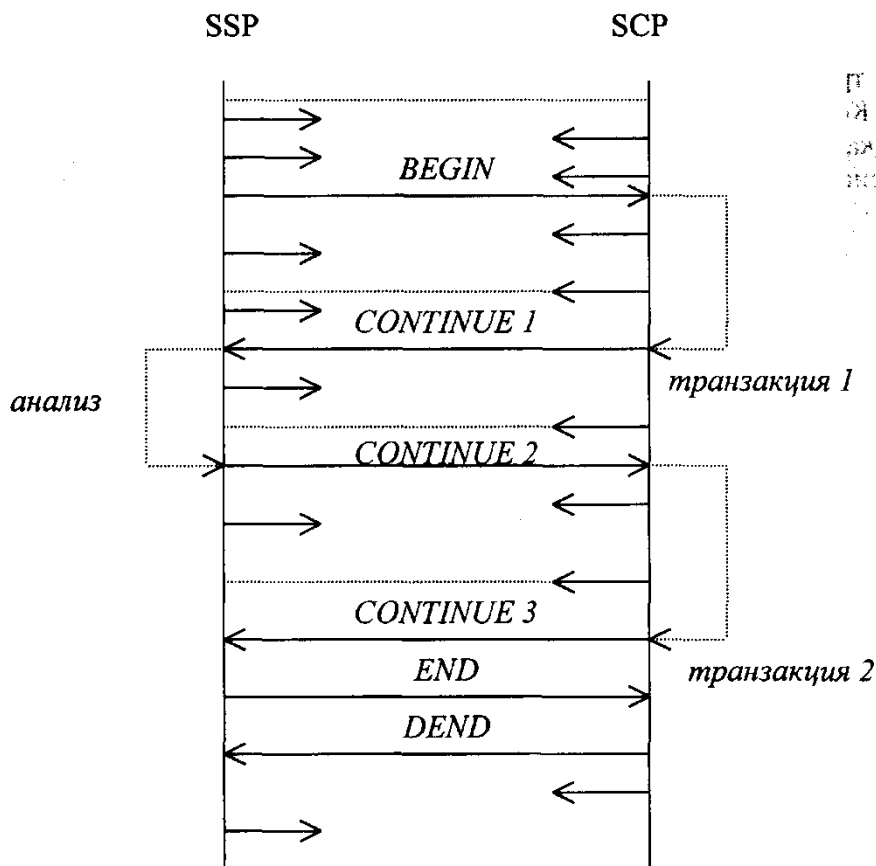 SSP
SCP
BEGIN
CONTINUE 1
транзакция 1
анализ
CONTINUE 2
CONTINUE 3
END
транзакция 2
DEND